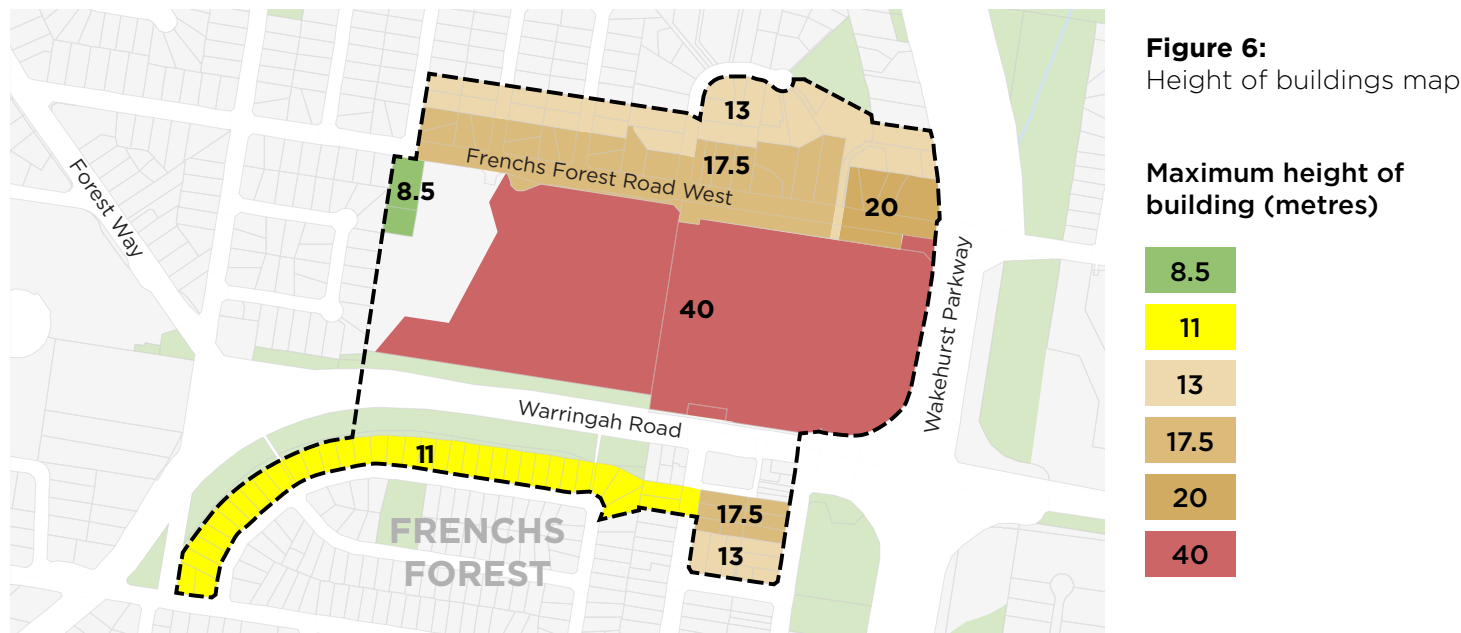 Figure 6:
Height of buildings map
Maximum height of
building (metres)
8.5
11
13
17.5
20
40
13
17.5
Frenchs Forest Road West
8.5
20
Forest Way
40
Wakehurst Parkway
Warringah Road
11
17.5
13
FRENCHS
FOREST